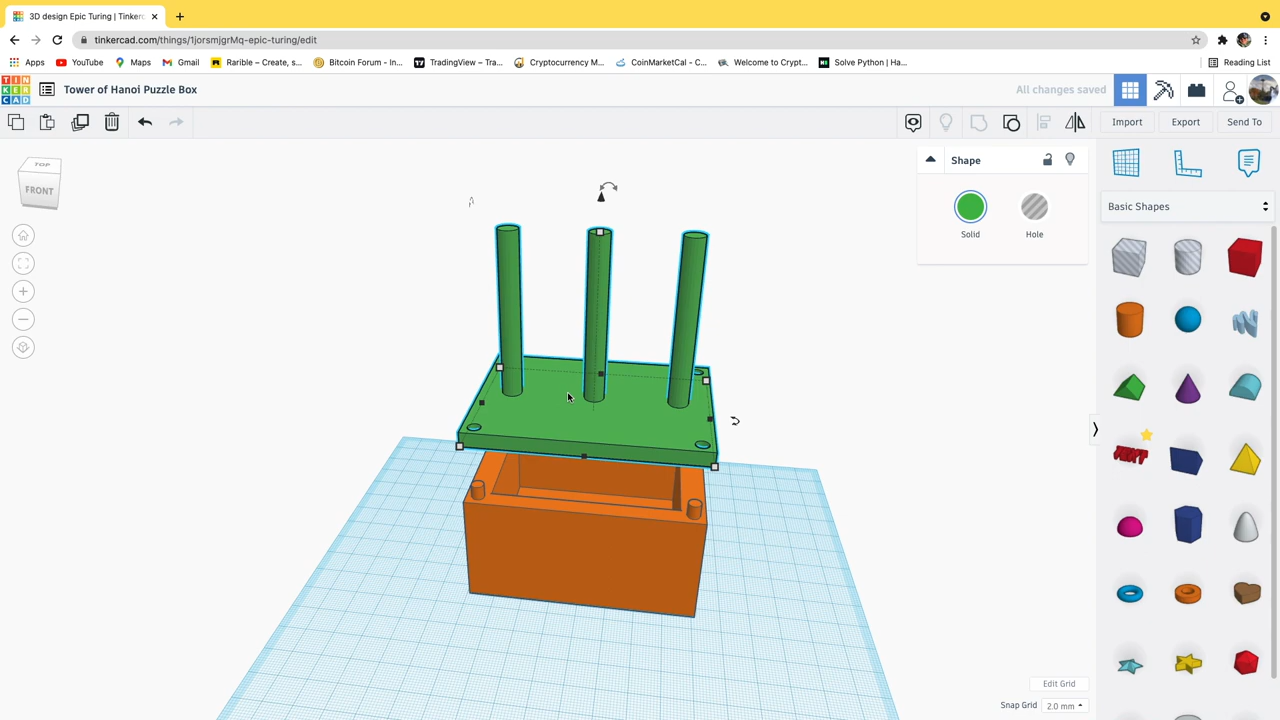 3D design Epic Turing | Tinkerc
tinkercad.com/things/1jorsmjgrMq-epic-turing/edit
Apps YouTube Maps Gmail Rarible – Create, s... Bitcoin Forum - In... TradingView – Tra... Cryptocurrency M... CoinMarketCal - C... Welcome to Crypt... Solve Python | Ha... Reading List
TIN
KER
CAD
Tower of Hanoi Puzzle Box
All changes saved
Import Export Send To
TOP
FRONT
Shape
Solid Hole
Basic Shapes
Edit Grid
Snap Grid 2.0 mm